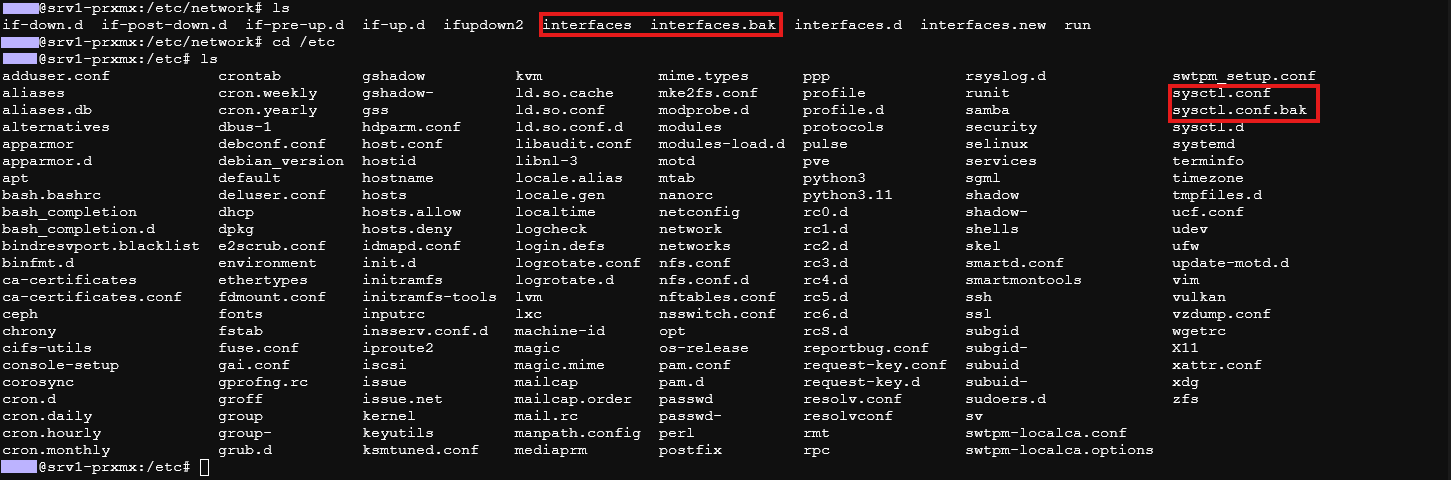 @srv1-prxmx:/etc/network# ls
if-down.d  if-post-down.d  if-pre-up.d  if-up.d  ifupdown2  interfaces  interfaces.bak  interfaces.d  interfaces.new  run
@srv1-prxmx:/etc/network# cd /etc
@srv1-prxmx:/etc# ls
adduser.conf  crontab  gshadow  kvm  mime.types  ppp  rsyslog.d  swtpm_setup.conf
aliases  cron.weekly  gshadow-  ld.so.cache  mke2fs.conf  profile  runit  sysctl.conf
aliases.db  cron.yearly  gss  ld.so.conf  modprobe.d  profile.d  samba  sysctl.conf.bak
alternatives  dbus-1  hdparm.conf  ld.so.conf.d  modules  protocols  security  sysctl.d
apparmor  debconf.conf  host.conf  libaudit.conf  modules-load.d  pulse  selinux  systemd
apparmor.d  debian_version  hostid  libnl-3  motd  pve  services  terminfo
apt  default  hostname  locale.alias  mtab  python3  sgml  timezone
bash.bashrc  deluser.conf  hosts  locale.gen  nanorc  python3.11  shadow  tmpfiles.d
bash_completion  dhcp  hosts.allow  localtime  netconfig  rc0.d  shadow-  ucf.conf
bash_completion.d  dpkg  hosts.deny  logcheck  network  rc1.d  shells  udev
bindresvport.blacklist  e2scrub.conf  idmapd.conf  login.defs  networks  rc2.d  skel  ufw
binfmt.d  environment  init.d  logrotate.conf  nfs.conf  rc3.d  smartd.conf  update-motd.d
ca-certificates  ethertypes  initramfs  logrotate.d  nfs.conf.d  rc4.d  smartmontools  vim
ca-certificates.conf  fdmount.conf  initramfs-tools  lvm  nftables.conf  rc5.d  ssh  vulkan
ceph  fonts  inputrc  lxc  nsswitch.conf  rc6.d  ssl  vzdump.conf
chrony  fstab  insserv.conf.d  machine-id  opt  rcS.d  subgid  wgetrc
cifs-utils  fuse.conf  iproute2  magic  os-release  reportbug.conf  subgid-  X11
console-setup  gai.conf  iscsi  magic.mime  pam.conf  request-key.conf  subuid  xattr.conf
corosync  gprofng.rc  issue  mailcap  pam.d  request-key.d  subuid-  xdg
cron.d  groff  issue.net  mailcap.order  passwd  resolv.conf  sudoers.d  zfs
cron.daily  group  kernel  mail.rc  passwd-  resolvconf  sv
cron.hourly  group-  keyutils  manpath.config  perl  rmt  swtpm-localca.conf
cron.monthly  grub.d  ksmtuned.conf  mediaprm  postfix  rpc  swtpm-localca.options
@srv1-prxmx:/etc#